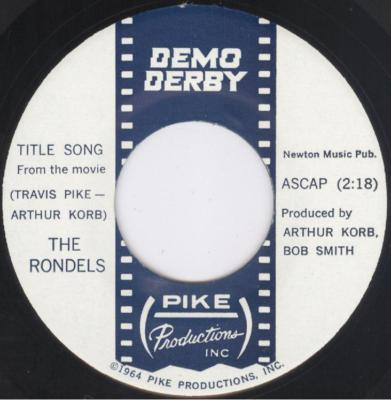 DEMO
DERBY
TITLE SONG
From the movie
(TRAVIS PIKE —
ARTHUR KORB)
THE
RONDELS
Newton Music Pub.
ASCAP (2:18)
Produced by
ARTHUR KORB,
BOB SMITH
PIKE
Productions
INC
©1964 PIKE PRODUCTIONS, INC.